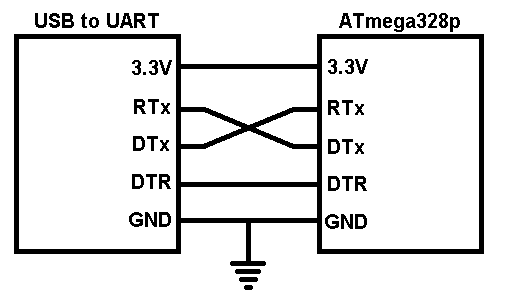 USB to UART
ATmega328p
3.3V
RTx
DTx
DTR
GND
3.3V
RTx
DTx
DTR
GND